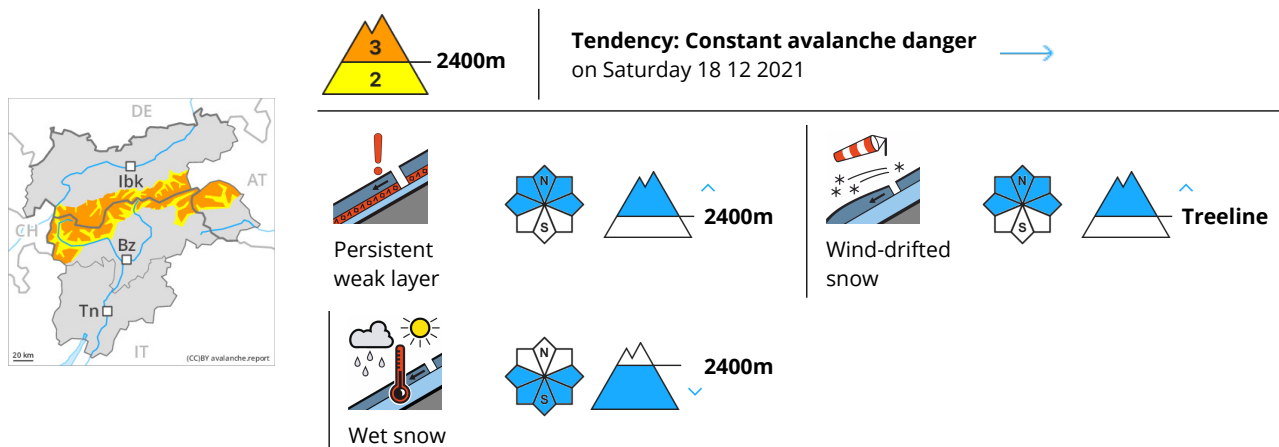 3
2
2400m
Tendency: Constant avalanche danger
on Saturday 18 12 2021
DE
Ibk
AT
CH
Bz
Tn
IT
20 km
(CC)BY avalanche.report
N
S
2400m
Persistent
weak layer
N
S
Treeline
Wind-drifted
snow
N
S
2400m
Wet snow